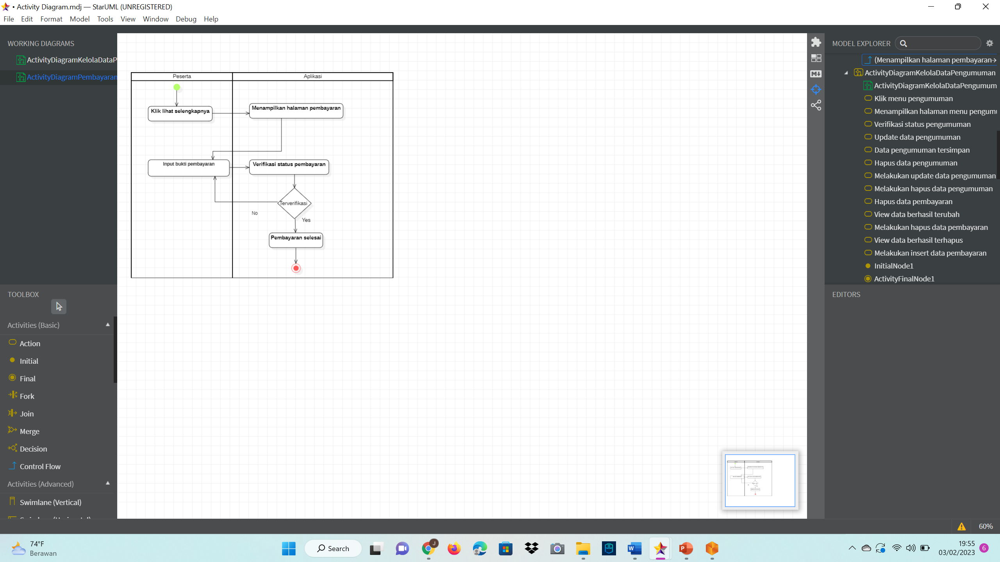 • Activity Diagram.mdj — StarUML (UNREGISTERED)
File Edit Format Model Tools View Window Debug Help
WORKING DIAGRAMS
ActivityDiagramKelolaDataP
ActivityDiagramPembayaran
TOOLBOX
Activities (Basic)
Action
Initial
Final
Fork
Join
Merge
Decision
Control Flow
Activities (Advanced)
Swimlane (Vertical)
Peserta Aplikasi
Klik lihat selengkapnya
Menampilkan halaman pembayaran
Input bukti pembayaran
Verifikasi status pembayaran
Terverifikasi
No
Yes
Pembayaran selesai
MODEL EXPLORER
(Menampilkan halaman pembayaran→
ActivityDiagramKelolaDataPengumuman
ActivityDiagramKelolaDataPengumum
Klik menu pengumuman
Menampilkan halaman menu pengumu
Verifikasi status pengumuman
Update data pengumuman
Data pengumuman tersimpan
Hapus data pengumuman
Melakukan update data pengumuman
Melakukan hapus data pengumuman
Hapus data pembayaran
View data berhasil terubah
Melakukan hapus data pembayaran
View data berhasil terhapus
Melakukan insert data pembayaran
InitialNode1
ActivityFinalNode1
EDITORS
60%
74°F
Berawan
Search
J
19:55
03/02/2023
6